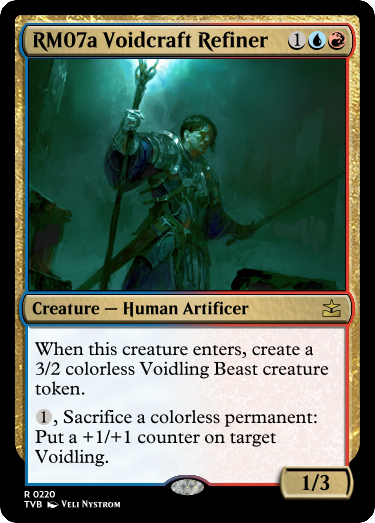 RM07a Voidcraft Refiner 1
Creature — Human Artificer
When this creature enters, create a
3/2 colorless Voidling Beast creature
token.
1, Sacrifice a colorless permanent:
Put a +1/+1 counter on target
Voidling.
1/3
R 0220
TVB Veli Nystrom